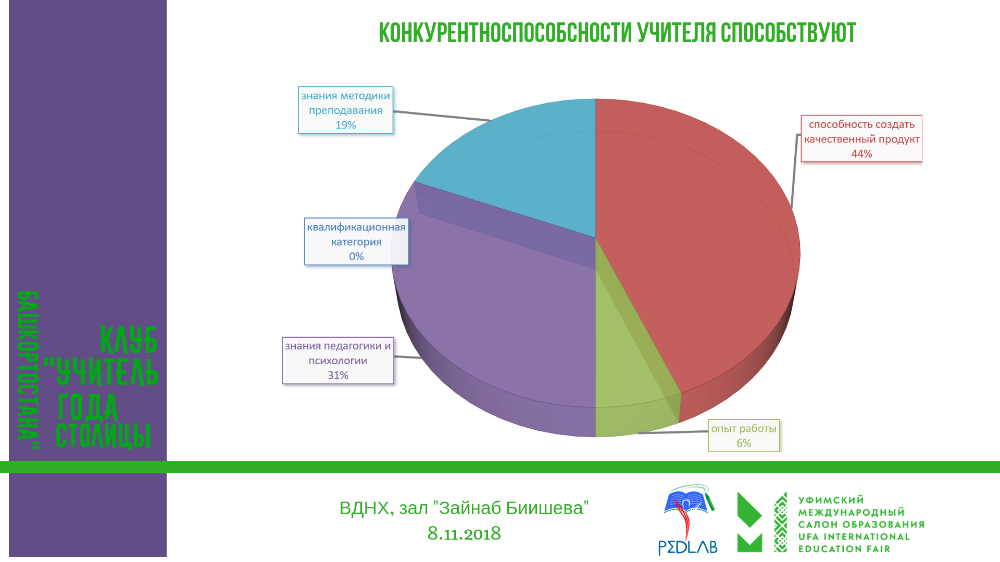 КОНКУРЕНТНОСПОСОБСНОСТИ УЧИТЕЛЯ СПОСОБСТВУЮТ
знания методики
преподавания
19%
способность создать
качественный продукт
44%
квалификационная
категория
0%
знания педагогики и
психологии
31%
опыт работы
6%
КЛУБ
"УЧИТЕЛЬ
ГОДА
СТОЛИЦЫ
БАШКОРТОСТАНА"
ВДНХ, зал "Зайнаб Биишева"
8.11.2018
PΣDLAB
УФИМСКИЙ
МЕЖДУНАРОДНЫЙ
САЛОН ОБРАЗОВАНИЯ
UFA INTERNATIONAL
EDUCATION FAIR